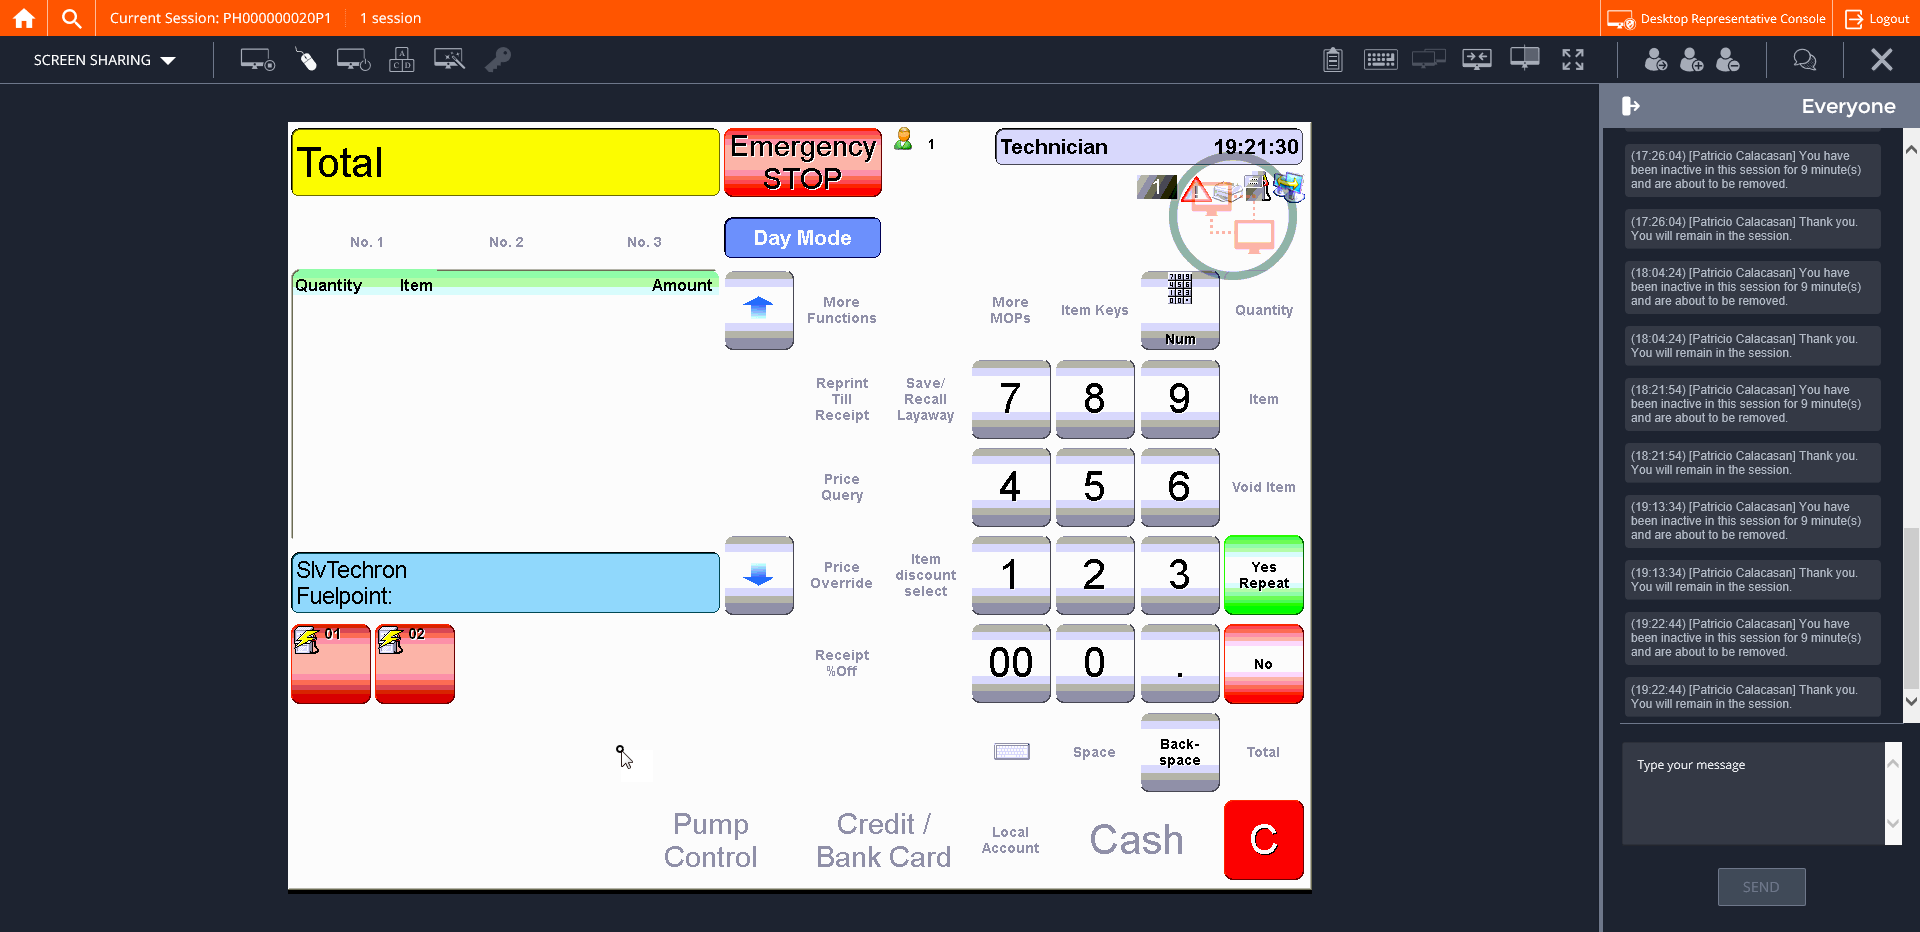 Current Session: PH000000020P1
1 session
Desktop Representative Console
Logout
SCREEN SHARING
A
C D
Everyone
Total
Emergency
STOP
1
Technician 19:21:30
1
No. 1 No. 2 No. 3
Day Mode
Quantity Item Amount
More
Functions
More
MOPs
Item Keys
7 8 9
4 5 6
1 2 3
0 0 .
Num
Quantity
Reprint
Till
Receipt
Save/
Recall
Layaway
7
8
9
Item
Price
Query
4
5
6
Void Item
SlvTechron
Fuelpoint:
Price
Override
Item
discount
select
1
2
3
Yes
Repeat
01
02
Receipt
%Off
00
0
.
No
Space
Back-
space
Total
Pump
Control
Credit /
Bank Card
Local
Account
Cash
C
(17:26:04) [Patricio Calacasan] You have
been inactive in this session for 9 minute(s)
and are about to be removed.
(17:26:04) [Patricio Calacasan] Thank you.
You will remain in the session.
(18:04:24) [Patricio Calacasan] You have
been inactive in this session for 9 minute(s)
and are about to be removed.
(18:04:24) [Patricio Calacasan] Thank you.
You will remain in the session.
(18:21:54) [Patricio Calacasan] You have
been inactive in this session for 9 minute(s)
and are about to be removed.
(18:21:54) [Patricio Calacasan] Thank you.
You will remain in the session.
(19:13:34) [Patricio Calacasan] You have
been inactive in this session for 9 minute(s)
and are about to be removed.
(19:13:34) [Patricio Calacasan] Thank you.
You will remain in the session.
(19:22:44) [Patricio Calacasan] You have
been inactive in this session for 9 minute(s)
and are about to be removed.
(19:22:44) [Patricio Calacasan] Thank you.
You will remain in the session.
Type your message
SEND